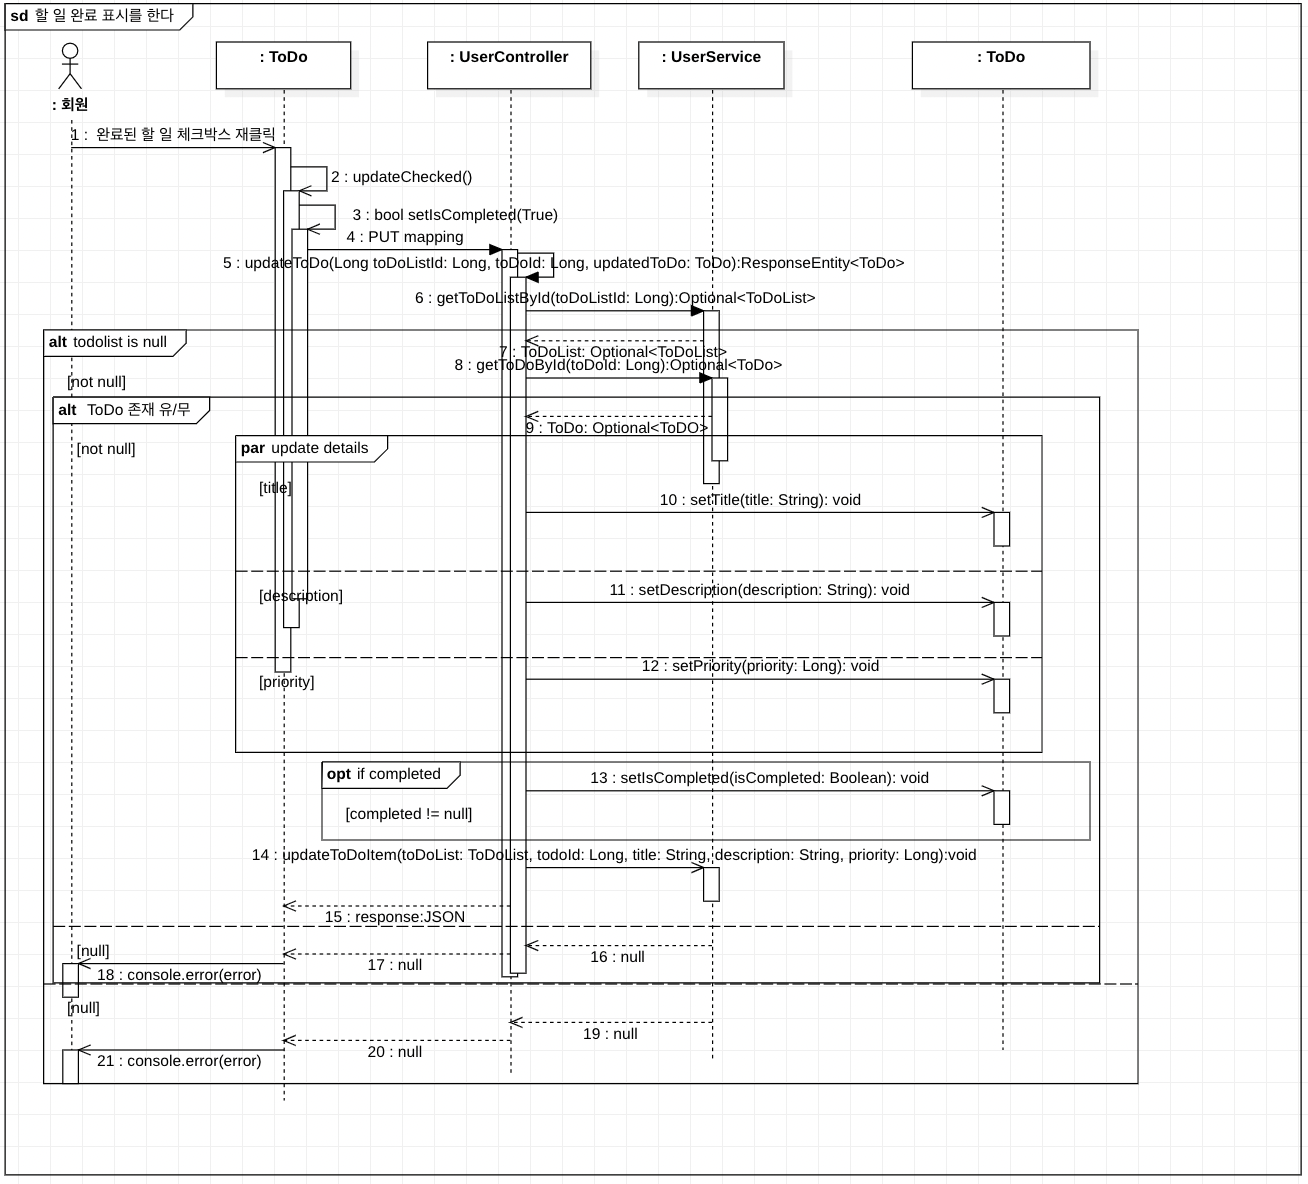 sd 할 일 완료 표시를 한다
: 회원
: ToDo
: UserController
: UserService
: ToDo
1 : 완료된 할 일 체크박스 재클릭
2 : updateChecked()
3 : bool setIsCompleted(True)
4 : PUT mapping
5 : updateToDo(Long toDoListId: Long, toDoId: Long, updatedToDo: ToDo):ResponseEntity<ToDo>
6 : getToDoListById(toDoListId: Long):Optional<ToDoList>
alt todolist is null
7 : ToDoList: Optional<ToDoList>
8 : getToDoById(toDoId: Long):Optional<ToDo>
[not null]
alt ToDo 존재 유/무
9 : ToDo: Optional<ToDO>
[not null]
par update details
[title]
10 : setTitle(title: String): void
11 : setDescription(description: String): void
[description]
12 : setPriority(priority: Long): void
[priority]
opt if completed
13 : setIsCompleted(isCompleted: Boolean): void
[completed != null]
14 : updateToDoItem(toDoList: ToDoList, todoId: Long, title: String, description: String, priority: Long):void
15 : response:JSON
[null]
16 : null
17 : null
18 : console.error(error)
[null]
19 : null
20 : null
21 : console.error(error)